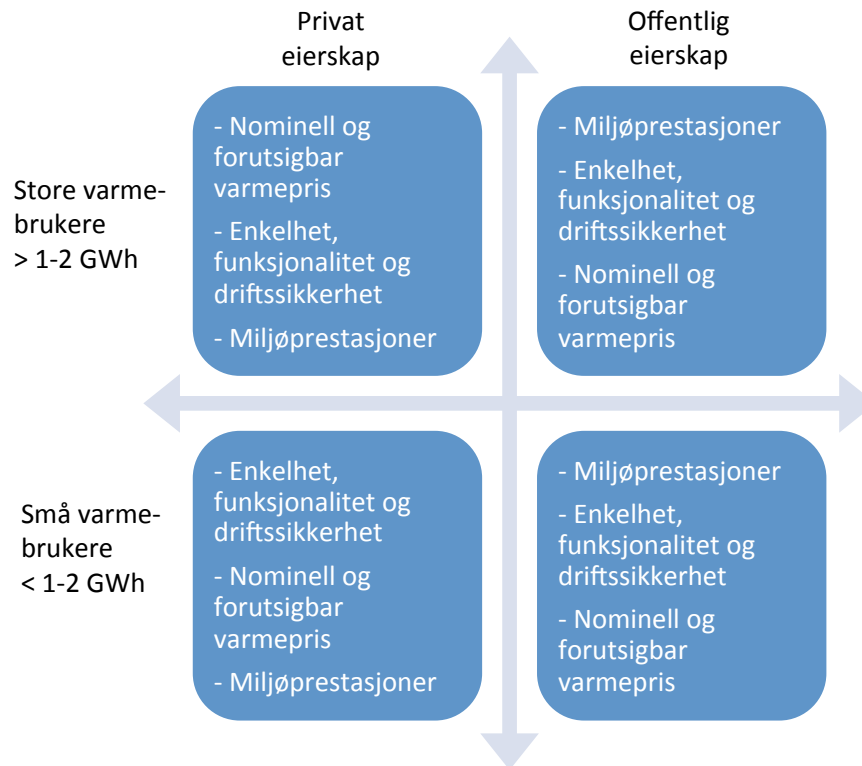 Privat
eierskap
Offentlig
eierskap
Store varme-
brukere
> 1-2 GWh
- Nominell og
forutsigbar
varmepris
- Enkelhet,
funksjonalitet og
driftssikkerhet
- Miljøprestasjoner
- Miljøprestasjoner
- Enkelhet,
funksjonalitet og
driftssikkerhet
- Nominell og
forutsigbar
varmepris
Små varme-
brukere
< 1-2 GWh
- Enkelhet,
funksjonalitet og
driftssikkerhet
- Nominell og
forutsigbar
varmepris
- Miljøprestasjoner
- Miljøprestasjoner
- Enkelhet,
funksjonalitet og
driftssikkerhet
- Nominell og
forutsigbar
varmepris